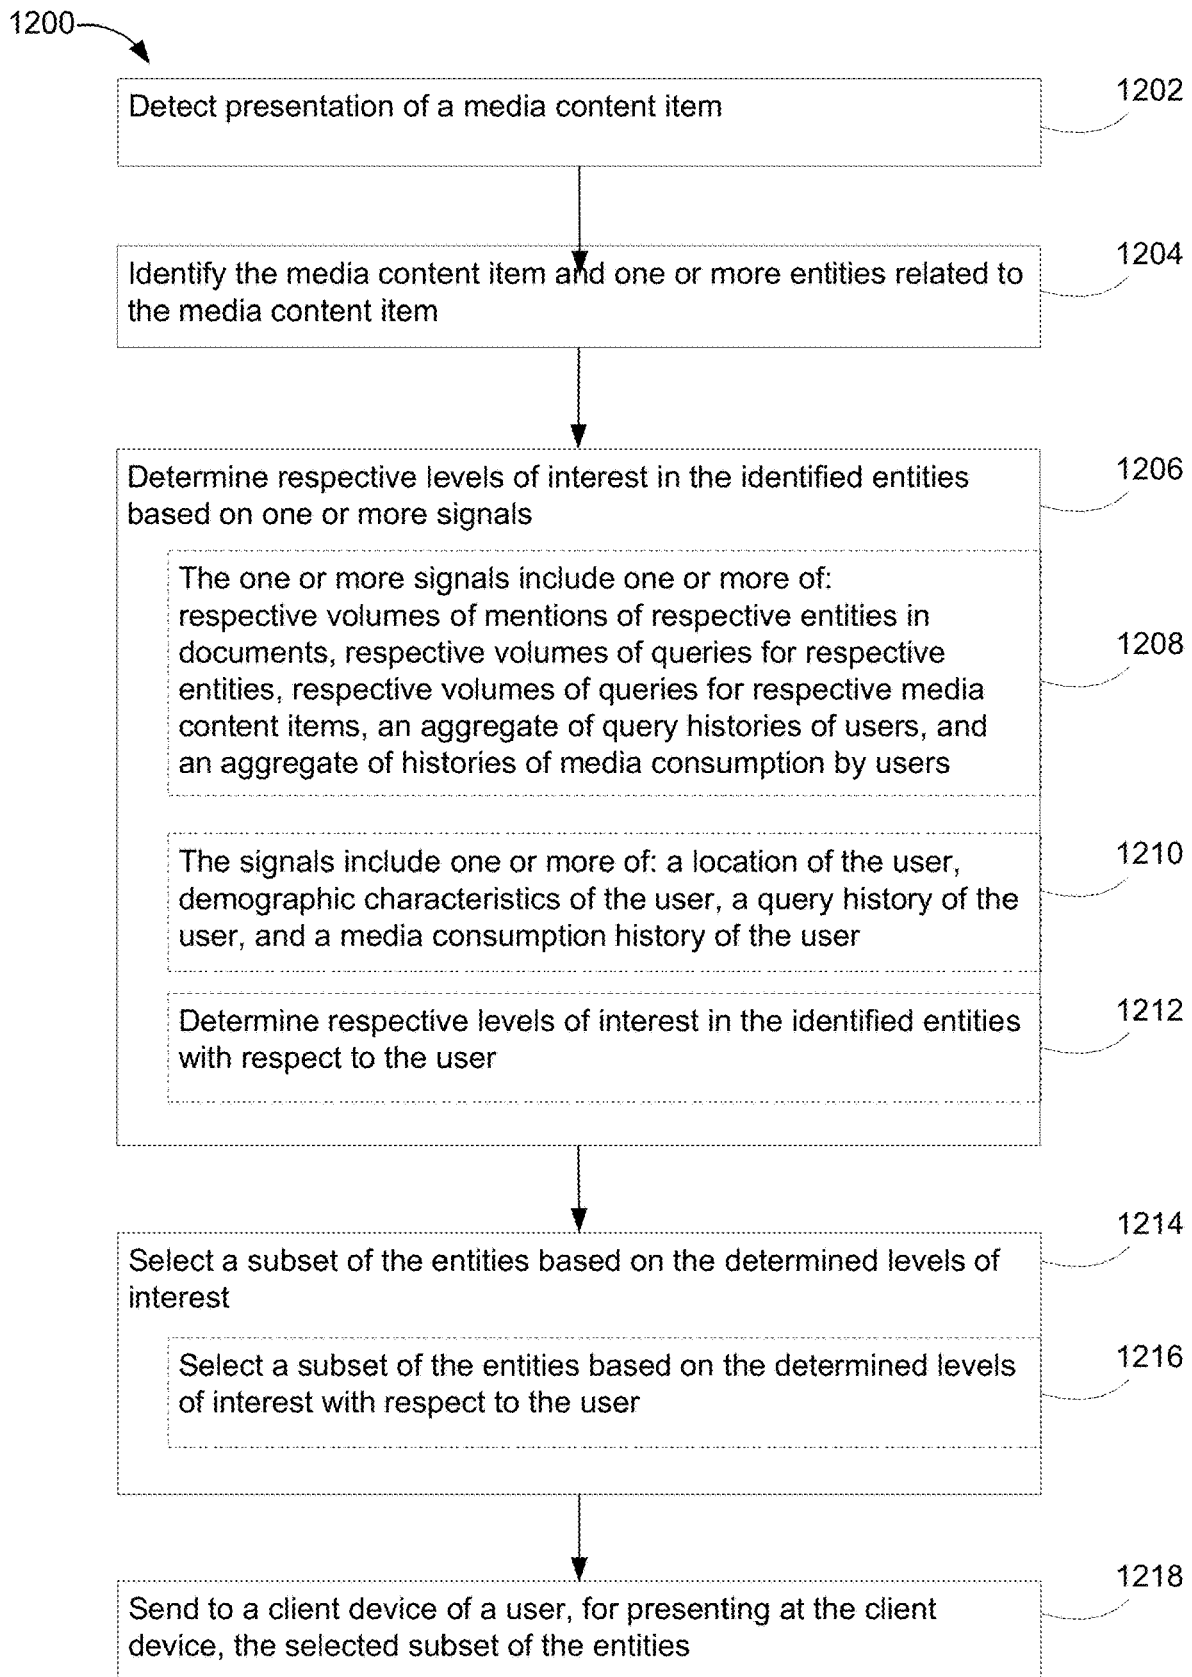 1200
Detect presentation of a media content item
1202
Identify the media content item and one or more entities related to
the media content item
1204
Determine respective levels of interest in the identified entities
based on one or more signals
1206
The one or more signals include one or more of:
respective volumes of mentions of respective entities in
documents, respective volumes of queries for respective
entities, respective volumes of queries for respective media
content items, an aggregate of query histories of users, and
an aggregate of histories of media consumption by users
1208
The signals include one or more of: a location of the user,
demographic characteristics of the user, a query history of the
user, and a media consumption history of the user
1210
Determine respective levels of interest in the identified entities
with respect to the user
1212
Select a subset of the entities based on the determined levels of
interest
1214
Select a subset of the entities based on the determined levels
of interest with respect to the user
1216
Send to a client device of a user, for presenting at the client
device, the selected subset of the entities
1218